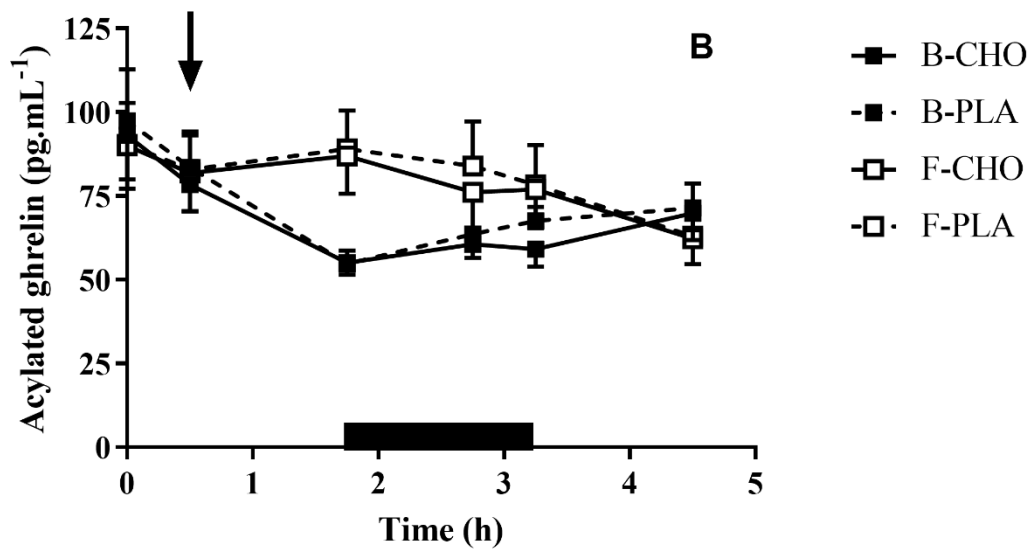 Acylated ghrelin (pg.mL-1)
125
100
75
50
25
0
0 1 2 3 4 5
Time (h)
B
B-CHO
B-PLA
F-CHO
F-PLA